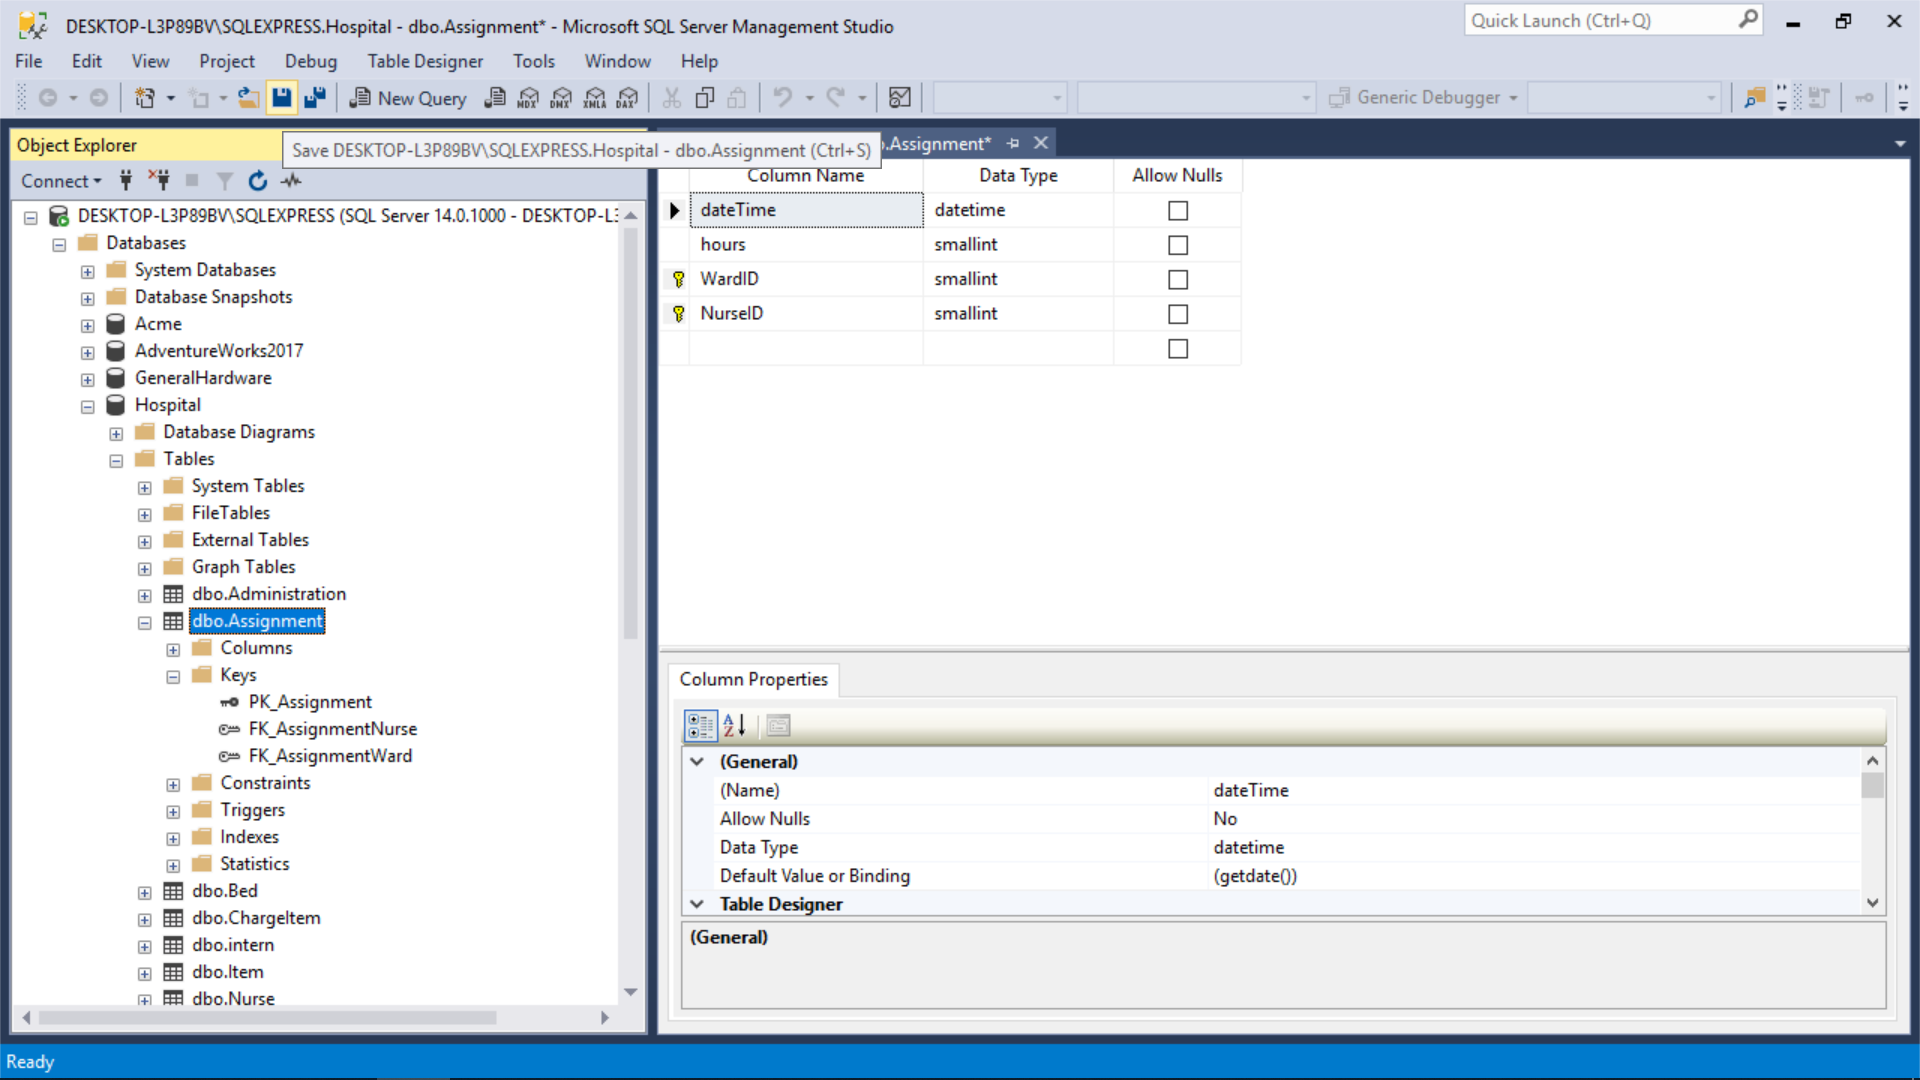 DESKTOP-L3P89BV\SQLEXPRESS.Hospital - dbo.Assignment* - Microsoft SQL Server Management Studio
Quick Launch (Ctrl+Q)
File Edit View Project Debug Table Designer Tools Window Help
New Query MDX DMX XMLA DAX Generic Debugger
Object Explorer
Save DESKTOP-L3P89BV\SQLEXPRESS.Hospital - dbo.Assignment (Ctrl+S)
.Assignment*
Connect
DESKTOP-L3P89BV\SQLEXPRESS (SQL Server 14.0.1000 - DESKTOP-L3
Databases
System Databases
Database Snapshots
Acme
AdventureWorks2017
GeneralHardware
Hospital
Database Diagrams
Tables
System Tables
FileTables
External Tables
Graph Tables
dbo.Administration
dbo.Assignment
Columns
Keys
PK_Assignment
FK_AssignmentNurse
FK_AssignmentWard
Constraints
Triggers
Indexes
Statistics
dbo.Bed
dbo.ChargeItem
dbo.intern
dbo.Item
dbo.Nurse
Column Name Data Type Allow Nulls
dateTime datetime
hours smallint
WardID smallint
NurseID smallint
Column Properties
A Z
(General)
(Name) dateTime
Allow Nulls No
Data Type datetime
Default Value or Binding (getdate())
Table Designer
(General)
Ready